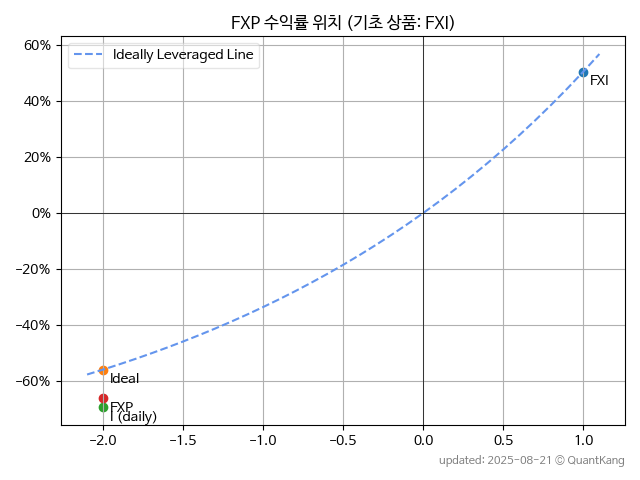 FXP 수익률 위치 (기초 상품: FXI)
Ideally Leveraged Line
60%
40%
20%
0%
−20%
−40%
−60%
FXI
Ideal
FXP
(daily)
−2.0 −1.5 −1.0 −0.5 0.0 0.5 1.0
updated: 2025-08-21 © QuantKang